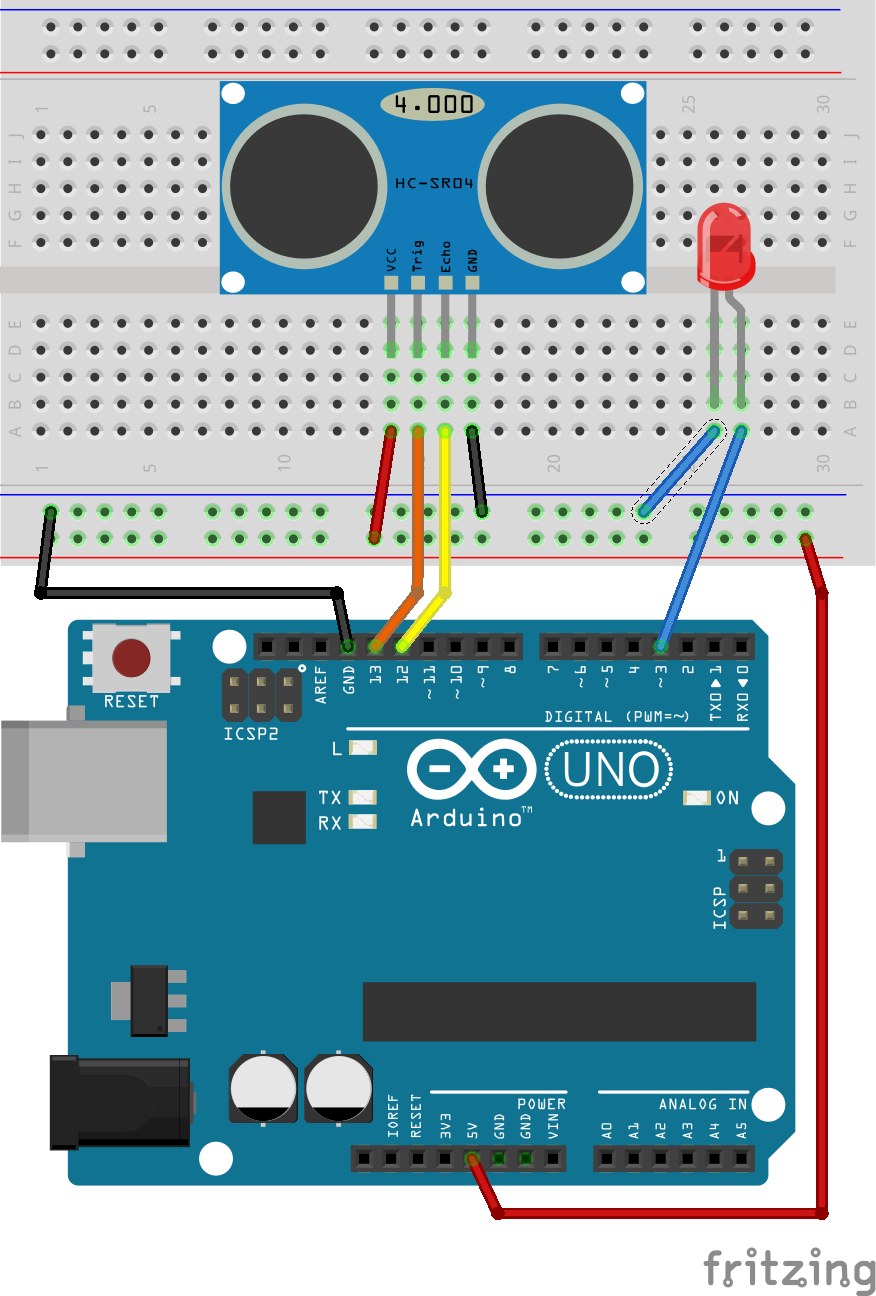 1 5 25 30
J J
I I
H H
G G
F F
4.000
HC-SR04
VCC Trig Echo GND
E E
D D
C C
B B
A A
1 5 10 20 30
RESET
ICSP2
AREF GND 13 12 ~11 ~10 ~9 8 7 ~6 ~5 4 ~3 2 TX0▶1 RX0◀0
DIGITAL (PWM=~)
L
TX
RX
UNO
Arduino™
ON
1
ICSP
IOREF RESET 3V3 5V GND GND VIN
POWER
A0 A1 A2 A3 A4 A5
ANALOG IN
fritzing